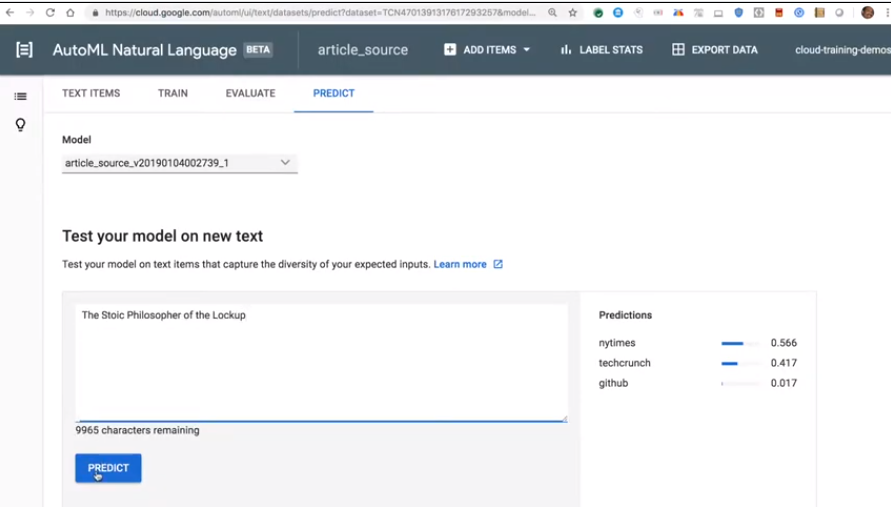 https://cloud.google.com/automl/ui/text/datasets/predict?dataset=TCN4701391317617293257&model...
AutoML Natural Language BETA article_source ADD ITEMS LABEL STATS EXPORT DATA cloud-training-demos
TEXT ITEMS TRAIN EVALUATE PREDICT
Model
article_source_v20190104002739_1
Test your model on new text
Test your model on text items that capture the diversity of your expected inputs. Learn more
The Stoic Philosopher of the Lockup
9965 characters remaining
PREDICT
Predictions
nytimes 0.566
techcrunch 0.417
github 0.017